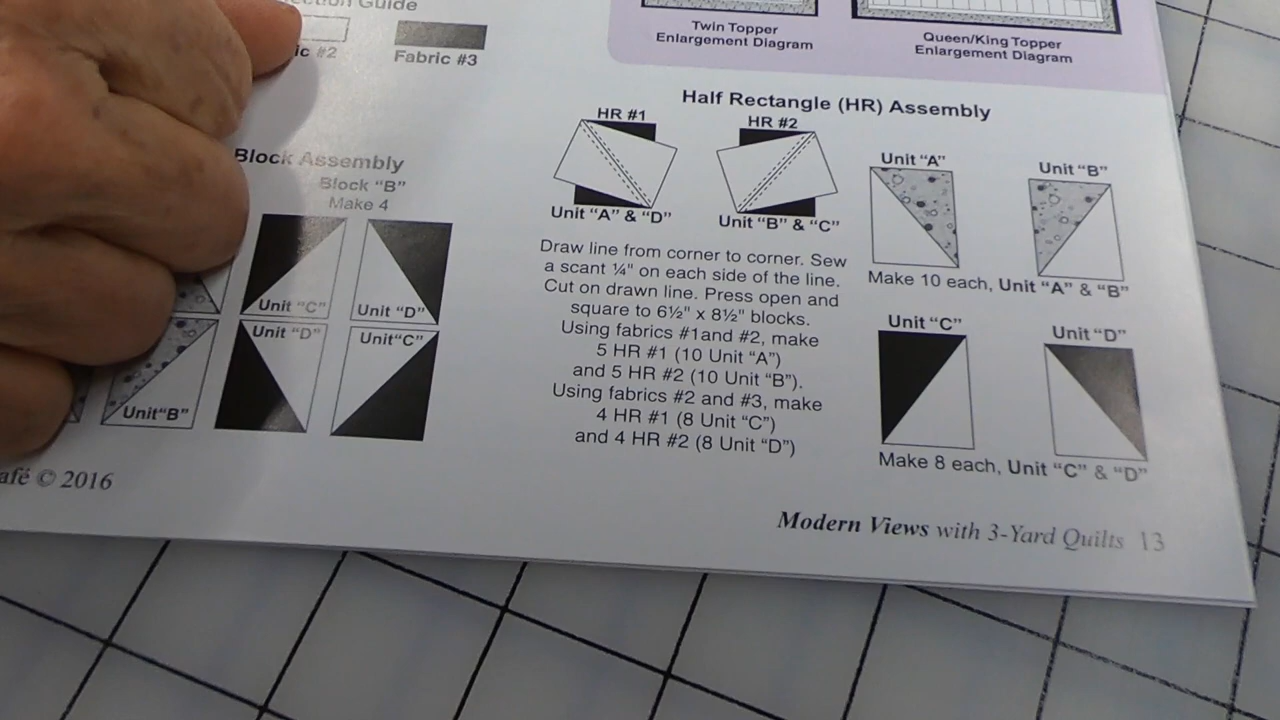 Guide
#2
Fabric #3
Twin Topper
Enlargement Diagram
Queen/King Topper
Enlargement Diagram
Block Assembly
Block “B”
Make 4
Unit “C”
Unit “D”
Unit “D”
Unit“C”
Unit“B”
© 2016
Half Rectangle (HR) Assembly
HR #1
HR #2
Unit “A” & “D”
Unit “B” & “C”
Draw line from corner to corner. Sew
a scant ¼" on each side of the line.
Cut on drawn line. Press open and
square to 6½" x 8½" blocks.
Using fabrics #1and #2, make
5 HR #1 (10 Unit “A”)
and 5 HR #2 (10 Unit “B”).
Using fabrics #2 and #3, make
4 HR #1 (8 Unit “C”)
and 4 HR #2 (8 Unit “D”)
Unit “A”
Unit “B”
Make 10 each, Unit “A” & “B”
Unit “C”
Unit “D”
Make 8 each, Unit “C” & “D”
Modern Views with 3-Yard Quilts 13